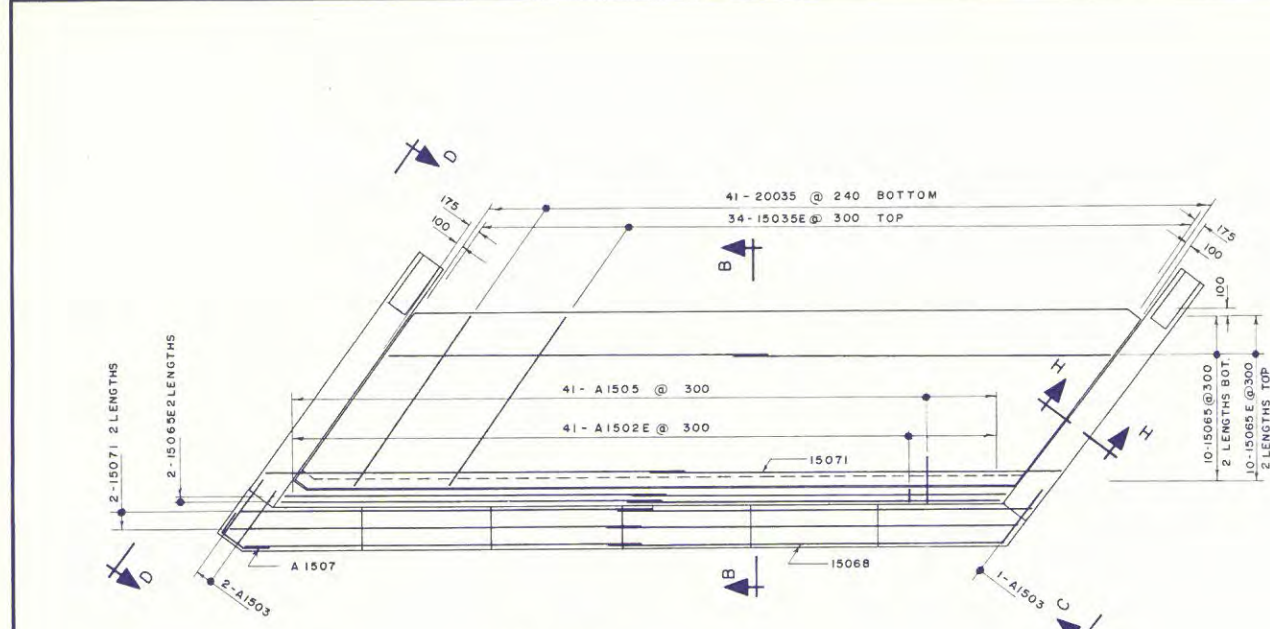 D
41-20035 @ 240 BOTTOM
34-15035E @ 300 TOP
175
100
175
100
B
100
2-15071 2 LENGTHS
2-15065E 2 LENGTHS
41-A1505 @ 300
41-A1502E @ 300
H
H
10-15065 @ 300
2 LENGTHS BOT.
10-15065E @ 300
2 LENGTHS TOP
15071
A 1507
15068
D
2-A1503
B
1-A1503
C